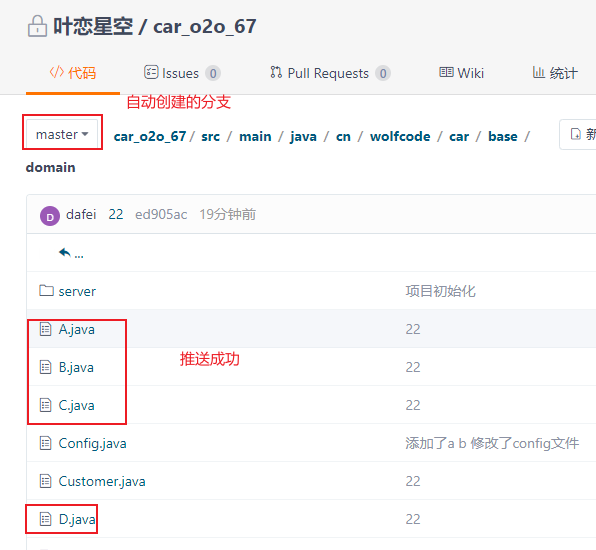 叶恋星空 / car_o2o_67
代码 Issues 0 Pull Requests 0 Wiki 统计
自动创建的分支
master car_o2o_67 / src / main / java / cn / wolfcode / car / base /
domain
D dafei 22 ed905ac 19分钟前
...
server 项目初始化
A.java 22
B.java 22
推送成功
C.java 22
Config.java 添加了a b 修改了config文件
Customer.java 22
D.java 22